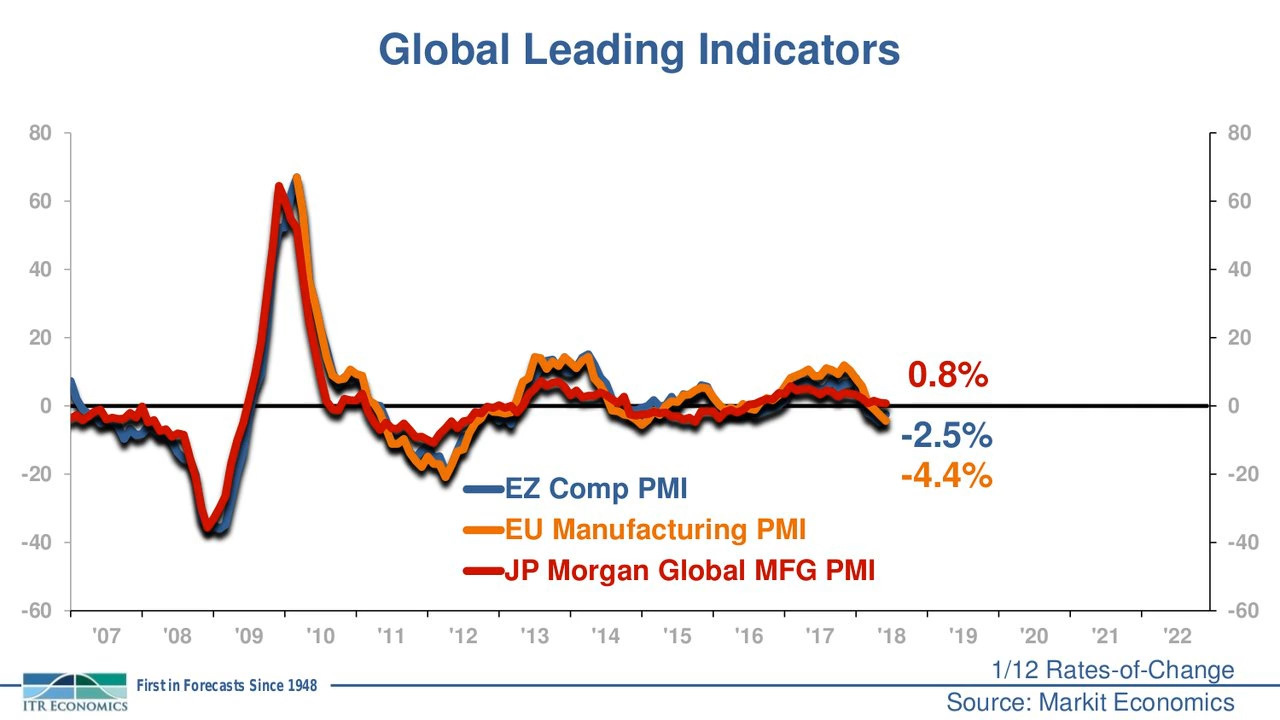 Global Leading Indicators
80 80
60 60
40 40
20 20
0.8%
0 0
-2.5%
-4.4%
-20 -20
EZ Comp PMI
EU Manufacturing PMI
-40 -40
JP Morgan Global MFG PMI
-60 -60
'07 '08 '09 '10 '11 '12 '13 '14 '15 '16 '17 '18 '19 '20 '21 '22
1/12 Rates-of-Change
First in Forecasts Since 1948
ITR ECONOMICS
Source: Markit Economics